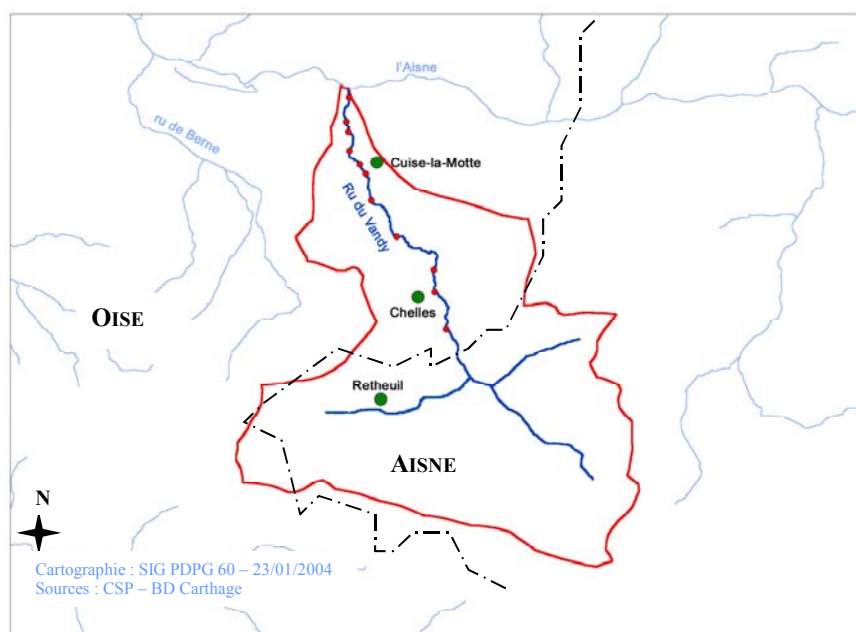 l'Aisne
ru de Berne
Cuise-la-Motte
Ru du Vandy
OISE
Chelles
Retheuil
AISNE
N
Cartographie : SIG PDPG 60 – 23/01/2004
Sources : CSP – BD Carthage